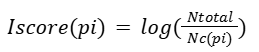 Iscore(pi) = log(Ntotal/Nc(pi))